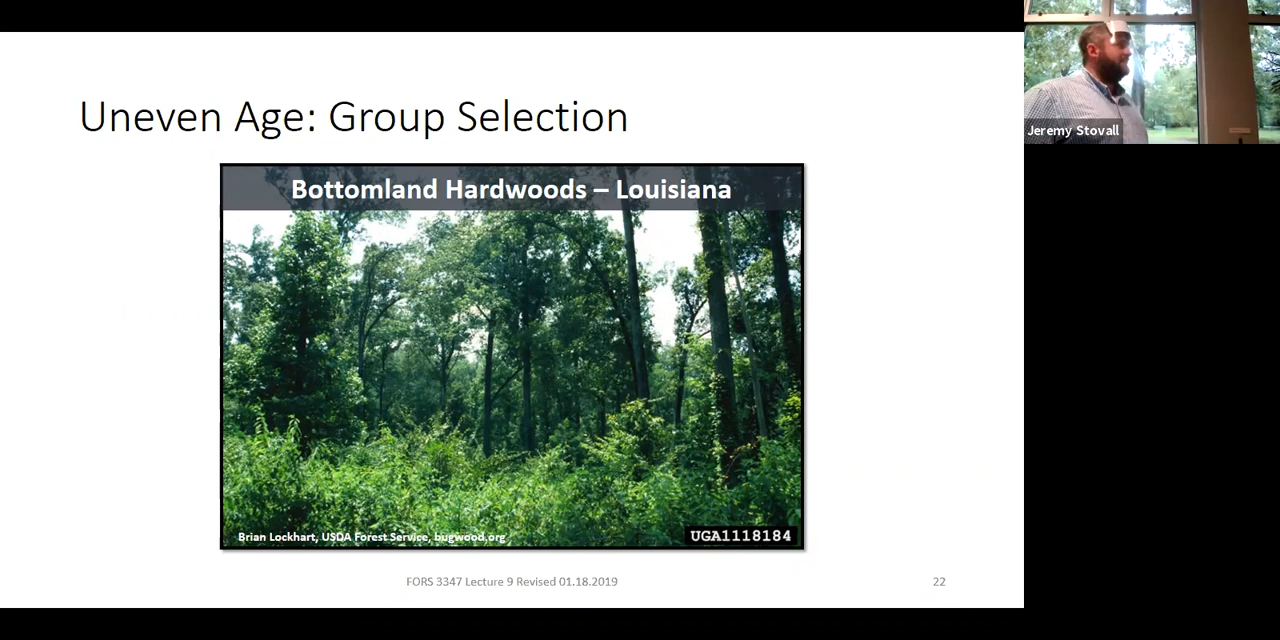 Uneven Age: Group Selection
Bottomland Hardwoods – Louisiana
Brian Lockhart, USDA Forest Service, bugwood.org
UGA1118184
FORS 3347 Lecture 9 Revised 01.18.2019
22
Jeremy Stovall